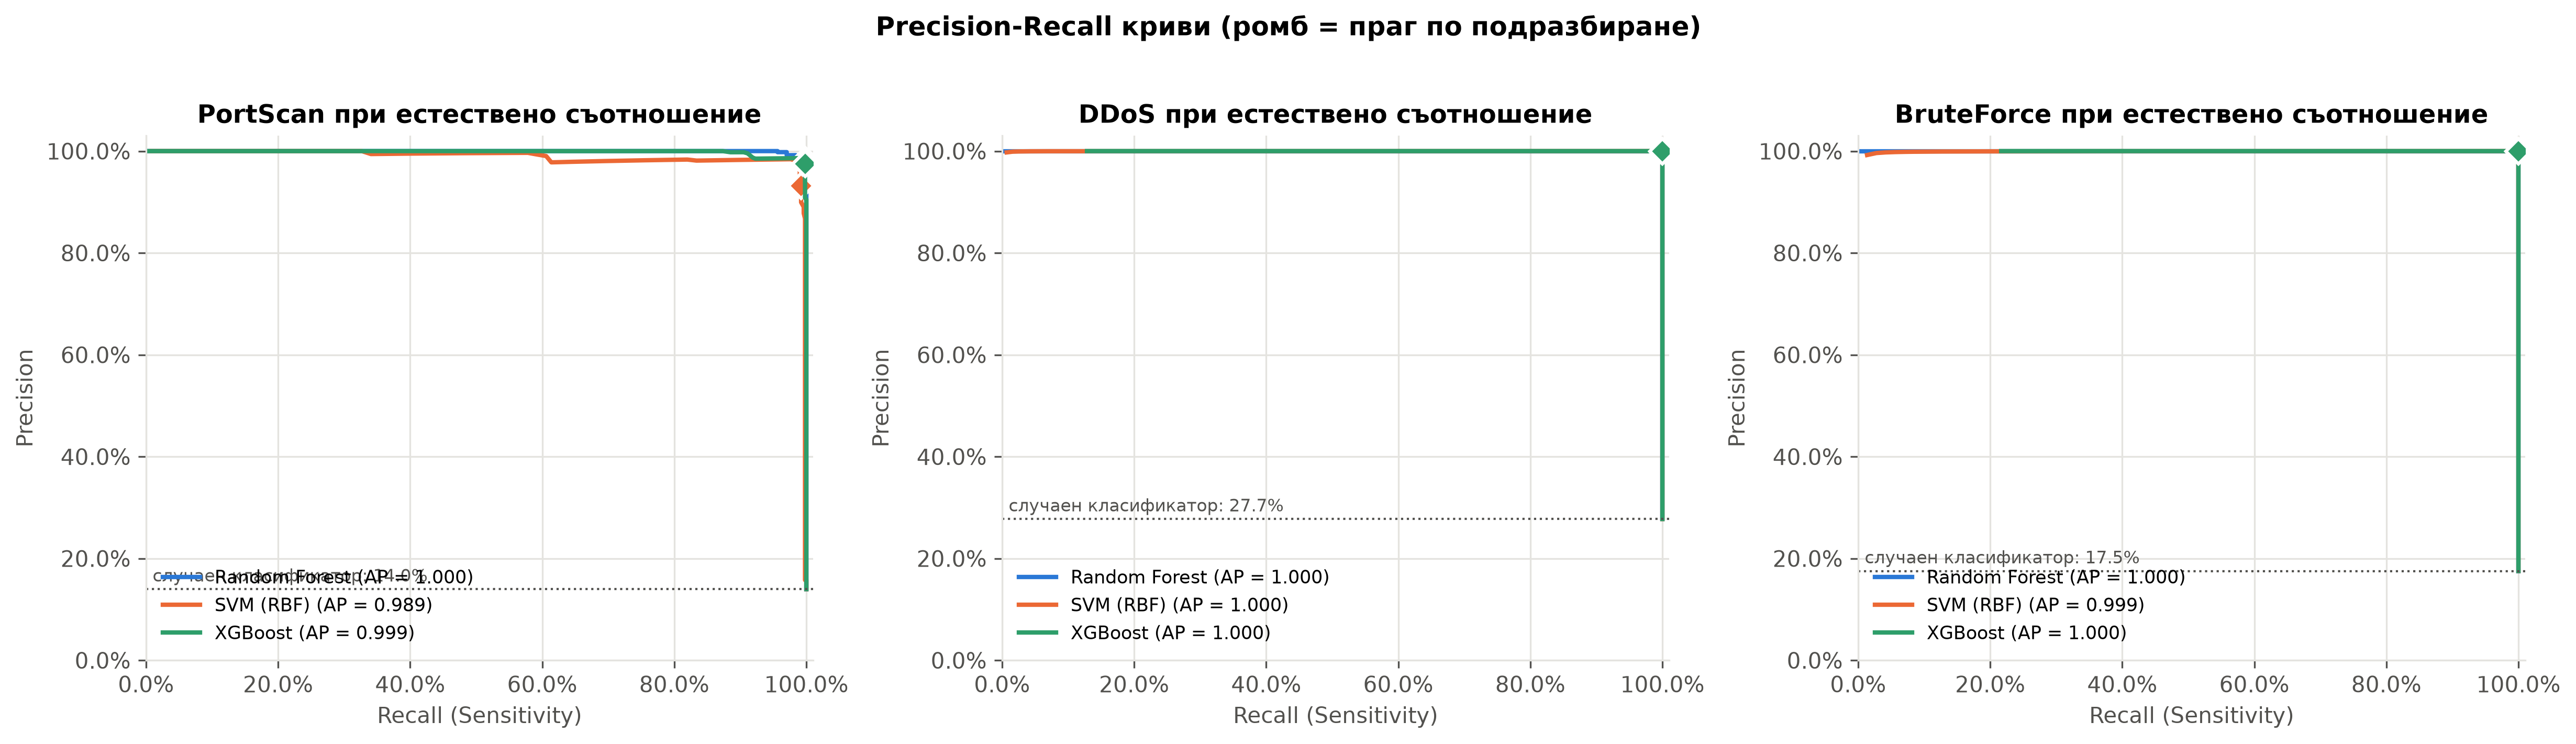 Precision-Recall криви (ромб = праг по подразбиране)
PortScan при естествено съотношение
100.0%
80.0%
60.0%
40.0%
20.0%
0.0%
Precision
случаен класификатор: 14.0%
Random Forest (AP = 1.000)
SVM (RBF) (AP = 0.989)
XGBoost (AP = 0.999)
0.0% 20.0% 40.0% 60.0% 80.0% 100.0%
Recall (Sensitivity)
DDoS при естествено съотношение
100.0%
80.0%
60.0%
40.0%
20.0%
0.0%
Precision
случаен класификатор: 27.7%
Random Forest (AP = 1.000)
SVM (RBF) (AP = 1.000)
XGBoost (AP = 1.000)
0.0% 20.0% 40.0% 60.0% 80.0% 100.0%
Recall (Sensitivity)
BruteForce при естествено съотношение
100.0%
80.0%
60.0%
40.0%
20.0%
0.0%
Precision
случаен класификатор: 17.5%
Random Forest (AP = 1.000)
SVM (RBF) (AP = 0.999)
XGBoost (AP = 1.000)
0.0% 20.0% 40.0% 60.0% 80.0% 100.0%
Recall (Sensitivity)